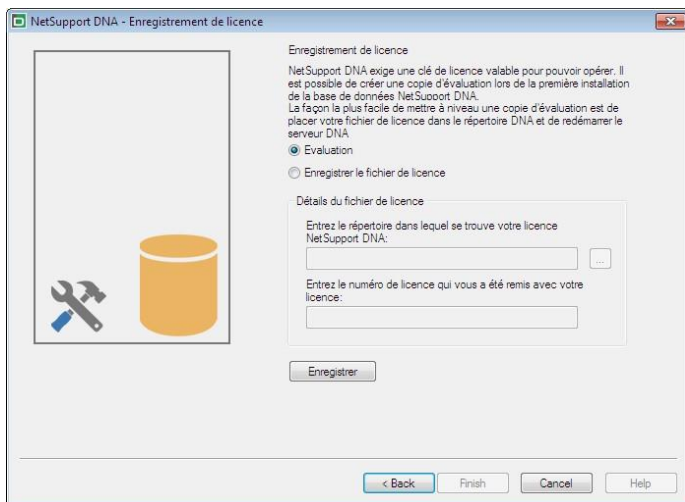 NetSupport DNA - Enregistrement de licence
Enregistrement de licence
NetSupport DNA exige une clé de licence valable pour pouvoir opérer. Il
est possible de créer une copie d'évaluation lors de la première installation
de la base de données NetSupport DNA.
La façon la plus facile de mettre à niveau une copie d'évaluation est de
placer votre fichier de licence dans le répertoire DNA et de redémarrer le
serveur DNA
Evaluation
Enregistrer le fichier de licence
Détails du fichier de licence
Entrez le répertoire dans lequel se trouve votre licence
NetSupport DNA:
...
Entrez le numéro de licence qui vous a été remis avec votre
licence:
Enregistrer
< Back Finish Cancel Help